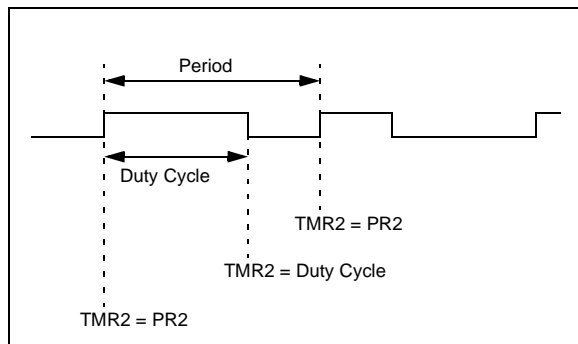 Period
Duty Cycle
TMR2 = PR2
TMR2 = Duty Cycle
TMR2 = PR2